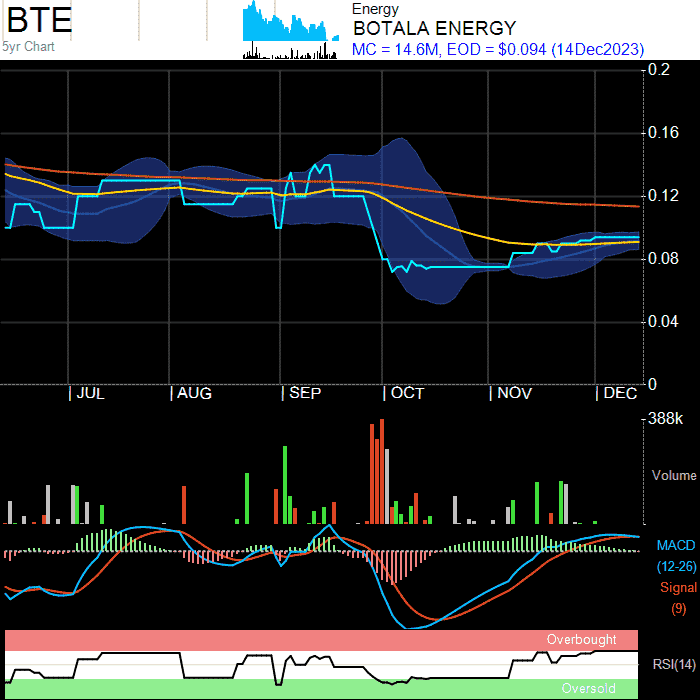 BTE
5yr Chart
Energy
BOTALA ENERGY
MC = 14.6M, EOD = $0.094 (14Dec2023)
0.2
0.16
0.12
0.08
0.04
0
JUL AUG SEP OCT NOV DEC
388k
Volume
MACD
(12-26)
Signal
(9)
Overbought
RSI(14)
Oversold